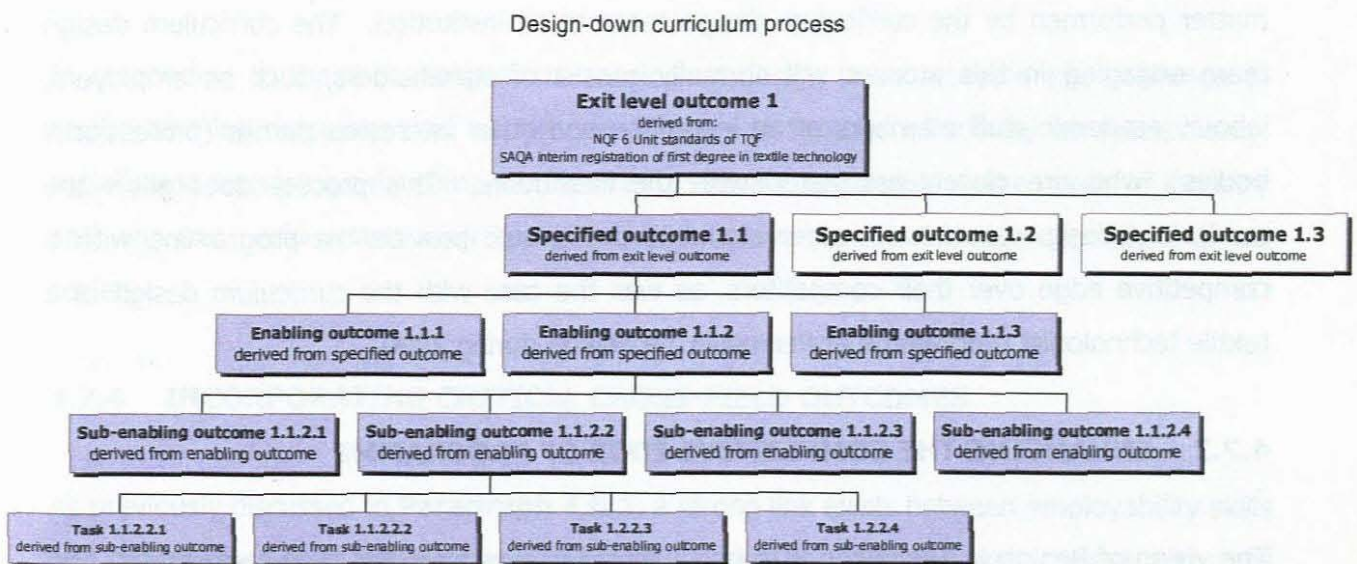 Design-down curriculum process
Exit level outcome 1
derived from:
NQF 6 Unit standards of TQF
SAQA interim registration of first degree in textile technology
Specified outcome 1.1
derived from exit level outcome
Specified outcome 1.2
derived from exit level outcome
Specified outcome 1.3
derived from exit level outcome
Enabling outcome 1.1.1
derived from specified outcome
Enabling outcome 1.1.2
derived from specified outcome
Enabling outcome 1.1.3
derived from specified outcome
Sub-enabling outcome 1.1.2.1
derived from enabling outcome
Sub-enabling outcome 1.1.2.2
derived from enabling outcome
Sub-enabling outcome 1.1.2.3
derived from enabling outcome
Sub-enabling outcome 1.1.2.4
derived from enabling outcome
Task 1.1.2.2.1
derived from sub-enabling outcome
Task 1.1.2.2.2
derived from sub-enabling outcome
Task 1.2.2.3
derived from sub-enabling outcome
Task 1.2.2.4
derived from sub-enabling outcome